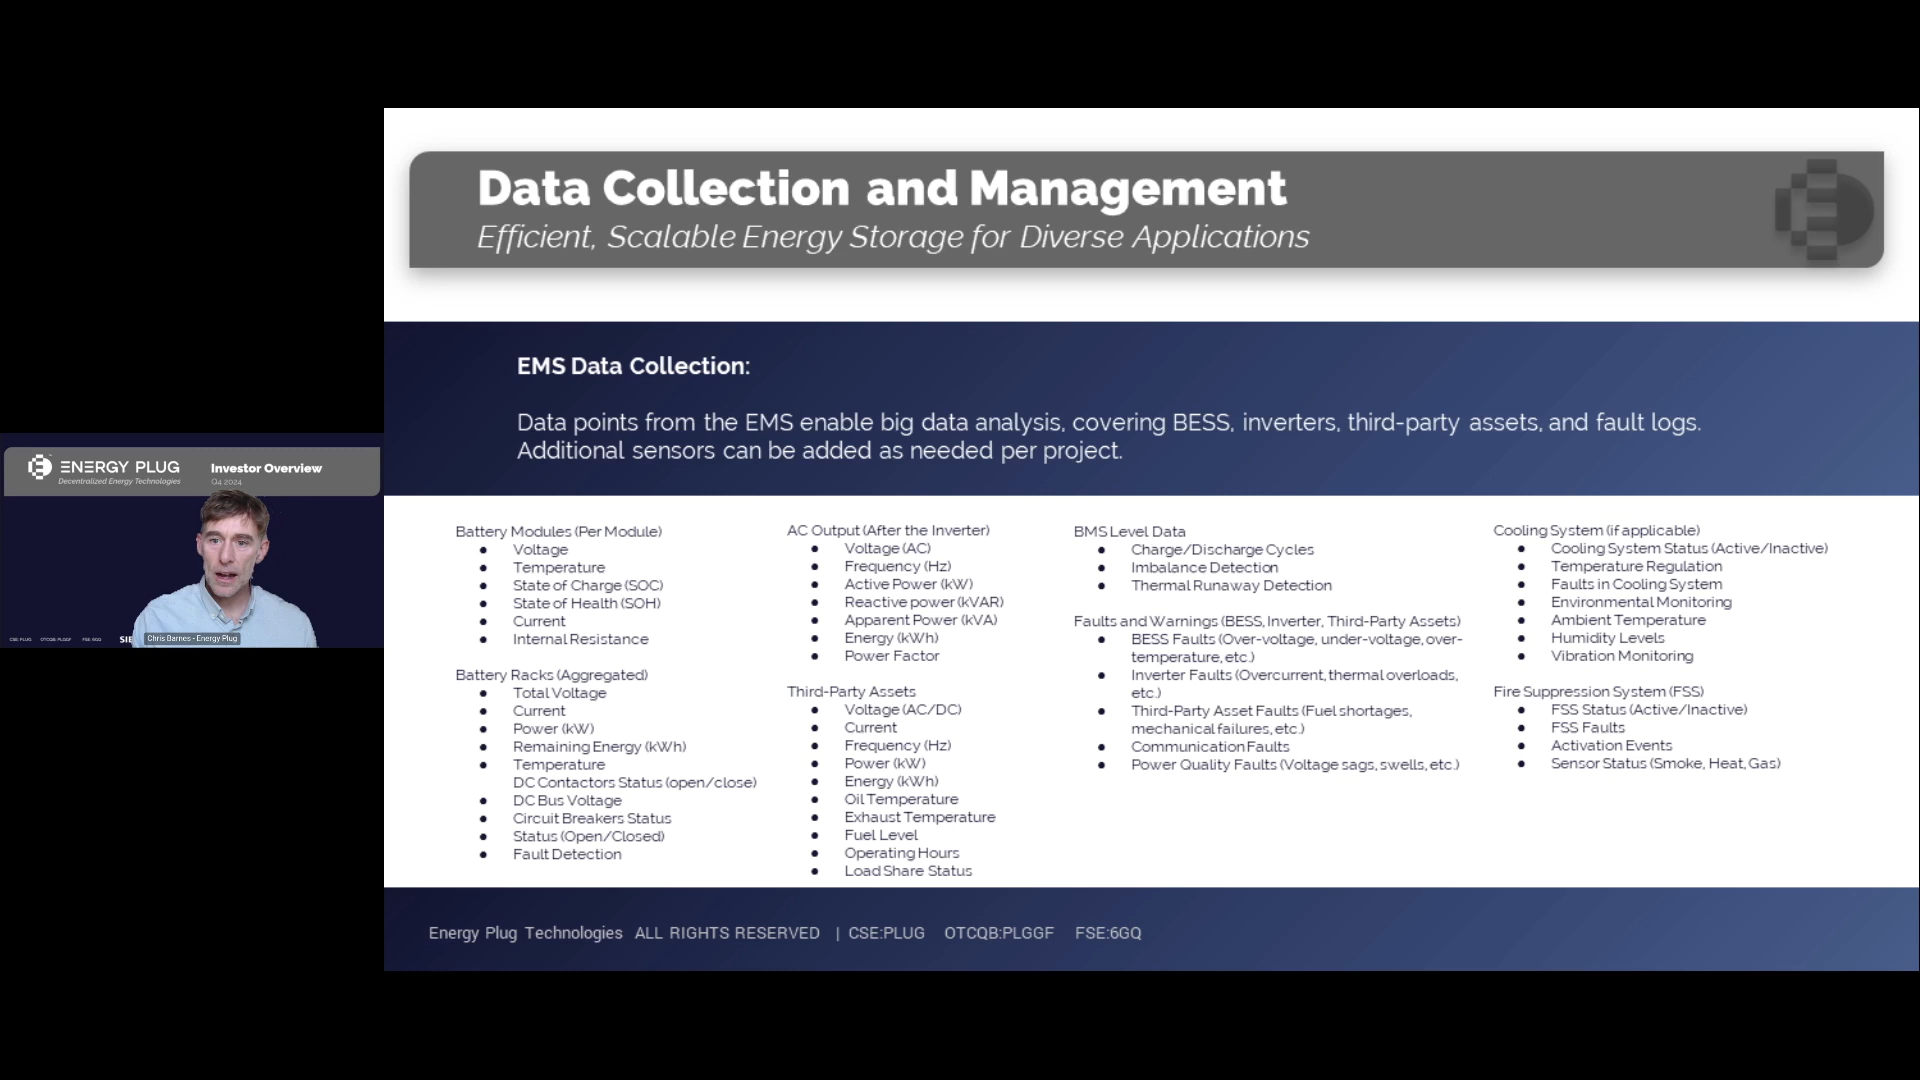 Data Collection and Management
Efficient, Scalable Energy Storage for Diverse Applications
EMS Data Collection:
Data points from the EMS enable big data analysis, covering BESS, inverters, third-party assets, and fault logs.
Additional sensors can be added as needed per project.
ENERGY PLUG
Decentralized Energy Technologies
Investor Overview
Q4 2024
CSE:PLUG OTCQB:PLGGF FSE:6GQ
SIE
Chris Barnes - Energy Plug
Battery Modules (Per Module)
● Voltage
● Temperature
● State of Charge (SOC)
● State of Health (SOH)
● Current
● Internal Resistance
Battery Racks (Aggregated)
● Total Voltage
● Current
● Power (kW)
● Remaining Energy (kWh)
● Temperature
DC Contactors Status (open/close)
● DC Bus Voltage
● Circuit Breakers Status
● Status (Open/Closed)
● Fault Detection
AC Output (After the Inverter)
● Voltage (AC)
● Frequency (Hz)
● Active Power (kW)
● Reactive power (kVAR)
● Apparent Power (kVA)
● Energy (kWh)
● Power Factor
Third-Party Assets
● Voltage (AC/DC)
● Current
● Frequency (Hz)
● Power (kW)
● Energy (kWh)
● Oil Temperature
● Exhaust Temperature
● Fuel Level
● Operating Hours
● Load Share Status
BMS Level Data
● Charge/Discharge Cycles
● Imbalance Detection
● Thermal Runaway Detection
Faults and Warnings (BESS, Inverter, Third-Party Assets)
● BESS Faults (Over-voltage, under-voltage, over-
temperature, etc.)
● Inverter Faults (Overcurrent, thermal overloads,
etc.)
● Third-Party Asset Faults (Fuel shortages,
mechanical failures, etc.)
● Communication Faults
● Power Quality Faults (Voltage sags, swells, etc.)
Cooling System (if applicable)
● Cooling System Status (Active/Inactive)
● Temperature Regulation
● Faults in Cooling System
● Environmental Monitoring
● Ambient Temperature
● Humidity Levels
● Vibration Monitoring
Fire Suppression System (FSS)
● FSS Status (Active/Inactive)
● FSS Faults
● Activation Events
● Sensor Status (Smoke, Heat, Gas)
Energy Plug Technologies ALL RIGHTS RESERVED | CSE:PLUG OTCQB:PLGGF FSE:6GQ